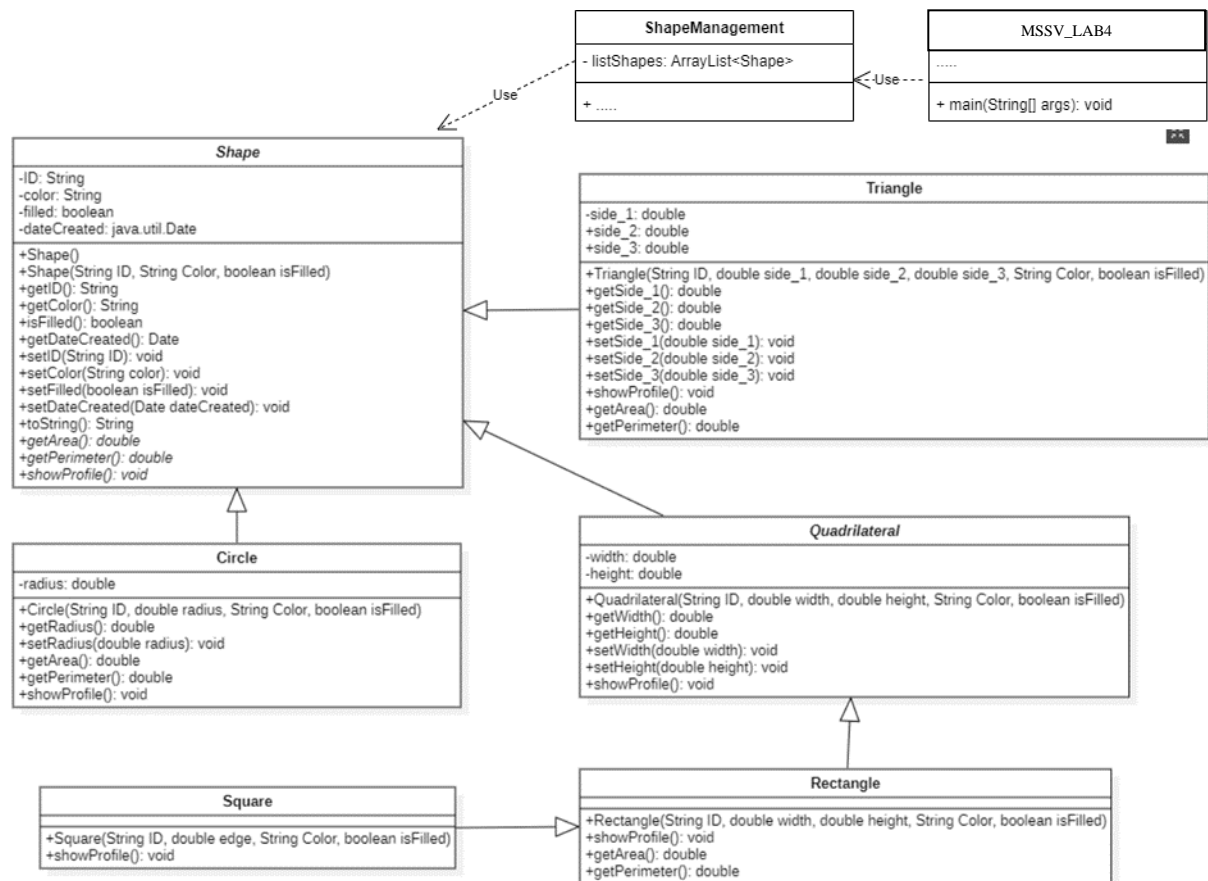 ShapeManagement
- listShapes: ArrayList<Shape>
+ .....
MSSV_LAB4
.....
+ main(String[] args): void
Use
Use
Shape
-ID: String
-color: String
-filled: boolean
-dateCreated: java.util.Date
+Shape()
+Shape(String ID, String Color, boolean isFilled)
+getID(): String
+getColor(): String
+isFilled(): boolean
+getDateCreated(): Date
+setID(String ID): void
+setColor(String color): void
+setFilled(boolean isFilled): void
+setDateCreated(Date dateCreated): void
+toString(): String
+getArea(): double
+getPerimeter(): double
+showProfile(): void
Triangle
-side_1: double
+side_2: double
+side_3: double
+Triangle(String ID, double side_1, double side_2, double side_3, String Color, boolean isFilled)
+getSide_1(): double
+getSide_2(): double
+getSide_3(): double
+setSide_1(double side_1): void
+setSide_2(double side_2): void
+setSide_3(double side_3): void
+showProfile(): void
+getArea(): double
+getPerimeter(): double
Circle
-radius: double
+Circle(String ID, double radius, String Color, boolean isFilled)
+getRadius(): double
+setRadius(double radius): void
+getArea(): double
+getPerimeter(): double
+showProfile(): void
Quadrilateral
-width: double
-height: double
+Quadrilateral(String ID, double width, double height, String Color, boolean isFilled)
+getWidth(): double
+getHeight(): double
+setWidth(double width): void
+setHeight(double height): void
+showProfile(): void
Square
+Square(String ID, double edge, String Color, boolean isFilled)
+showProfile(): void
Rectangle
+Rectangle(String ID, double width, double height, String Color, boolean isFilled)
+showProfile(): void
+getArea(): double
+getPerimeter(): double